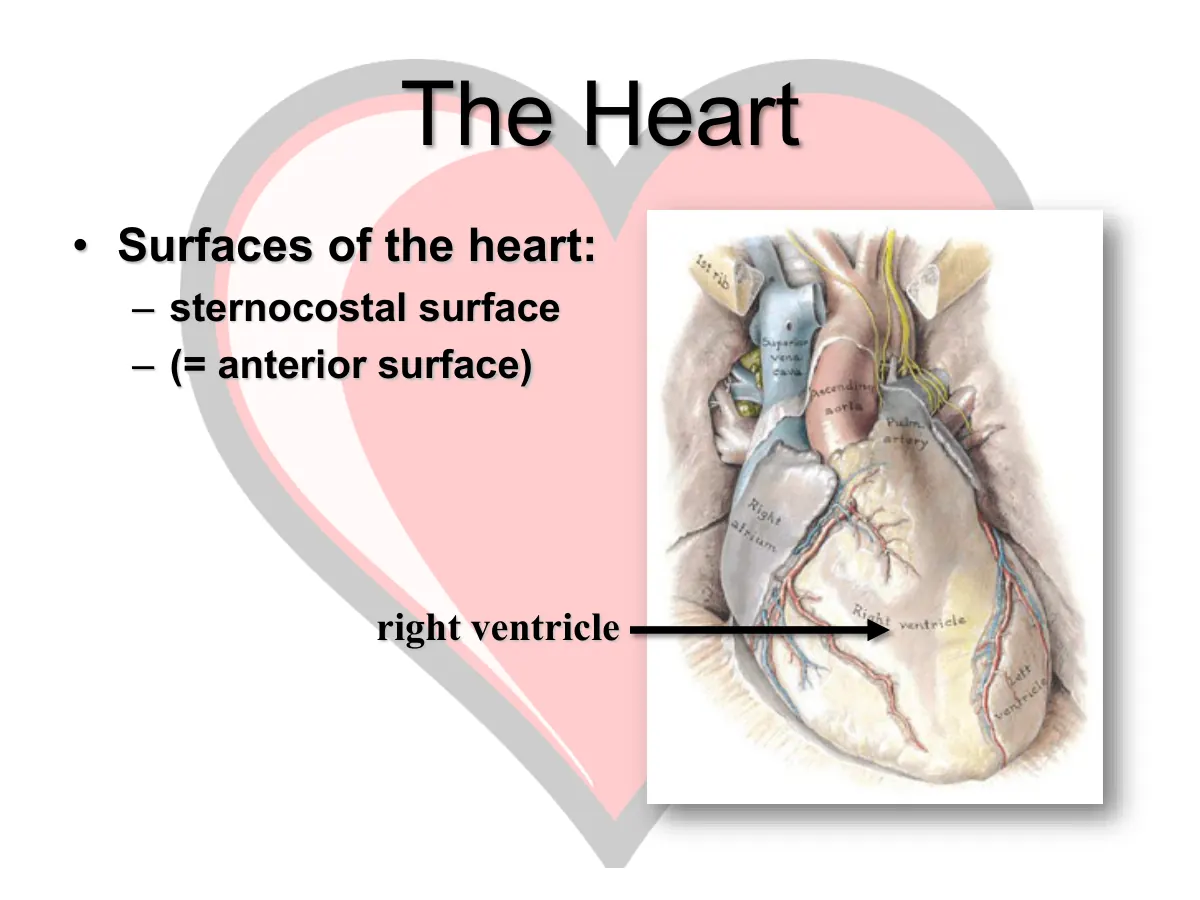 The Heart
• Surfaces of the heart:
– sternocostal surface
– (= anterior surface)
right ventricle
1st rib
Superior
vena
cava
Ascending
aorta
Pulm.
artery
Right
atrium
Right ventricle
Left
ventricle